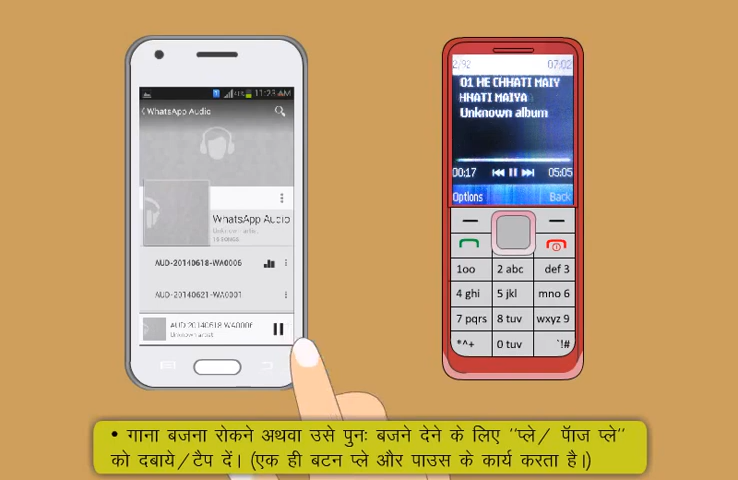 11:23 AM
WhatsApp Audio
WhatsApp Audio
AUD-20140618-WA0006
AUD-20140621-WA0001
AUD 20140618 WA0006
Unknown artist
2/92 07:02
01 HE CHHATI MAIY
HHATI MAIYA
Unknown album
00:17 05:05
Options Back
1oo 2 abc def 3
4 ghi 5 jkl mno 6
7 pqrs 8 tuv wxyz 9
*^+ 0 tuv `!#
• गाना बजना रोकने अथवा उसे पुनः बजने देने के लिए "प्ले/ पॅाज प्ले"
को दबाये/टैप दें। (एक ही बटन प्ले और पाउस के कार्य करता है।)